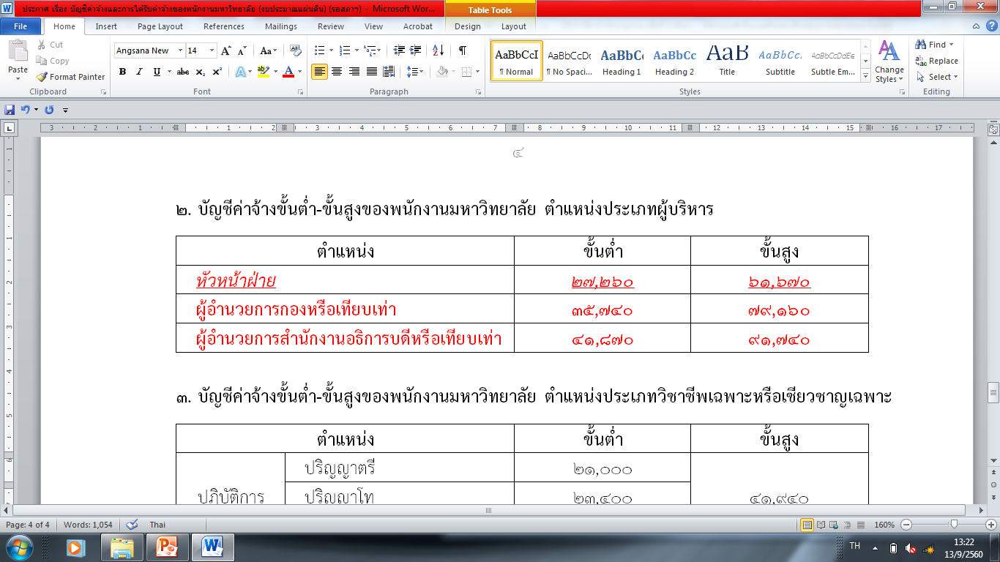 ประกาศ เรื่อง บัญชีค่าจ้างและการได้รับค่าจ้างของพนักงานมหาวิทยาลัย (งบประมาณแผ่นดิน) (รอสภาฯ) - Microsoft Wor...
Table Tools
File Home Insert Page Layout References Mailings Review View Acrobat Design Layout
Paste
Cut
Copy
Format Painter
Clipboard
Angsana New 14
Font
Paragraph
AaBbCcI AaBbCcDc AaBbCc AaBbCc AaB AaBbCcI AaBbCcDdEe
¶ Normal ¶ No Spaci... Heading 1 Heading 2 Title Subtitle Subtle Em...
Styles
Change Styles
Find
Replace
Select
Editing
3 2 1 1 2 3 4 5 6 7 8 9 10 11 12 13 14 15 16 17
๔
๒. บัญชีค่าจ้างขั้นต่ำ-ขั้นสูงของพนักงานมหาวิทยาลัย ตำแหน่งประเภทผู้บริหาร
ตำแหน่ง ขั้นต่ำ ขั้นสูง
หัวหน้าฝ่าย ๒๗,๒๖๐ ๖๑,๖๗๐
ผู้อำนวยการกองหรือเทียบเท่า ๓๕,๗๔๐ ๗๙,๑๖๐
ผู้อำนวยการสำนักงานอธิการบดีหรือเทียบเท่า ๔๑,๘๗๐ ๙๑,๗๔๐
๓. บัญชีค่าจ้างขั้นต่ำ-ขั้นสูงของพนักงานมหาวิทยาลัย ตำแหน่งประเภทวิชาชีพเฉพาะหรือเชียวชาญเฉพาะ
ตำแหน่ง ขั้นต่ำ ขั้นสูง
ปริญญาตรี ๒๑,๐๐๐
ปฏิบัติการ ปริญญาโท ๒๓,๔๐๐ ๔๑,๙๔๐
Page: 4 of 4 Words: 1,054 Thai 160%
TH 13:22
13/9/2560